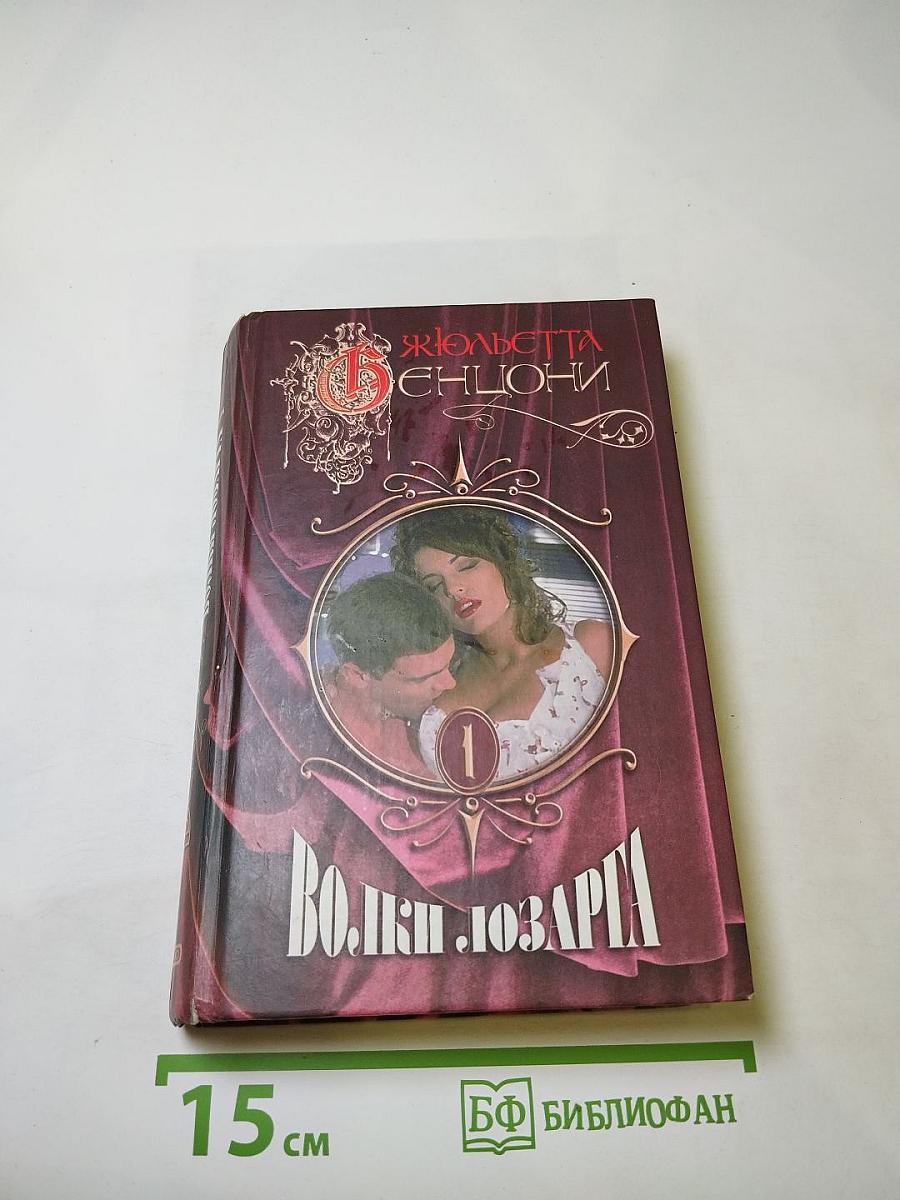 ЖЮЛЬЕТТА
БЕНЦОНИ
1
ВОЛКИ ЛОЗАРГА
15 см
БФ БИБЛИОФАН